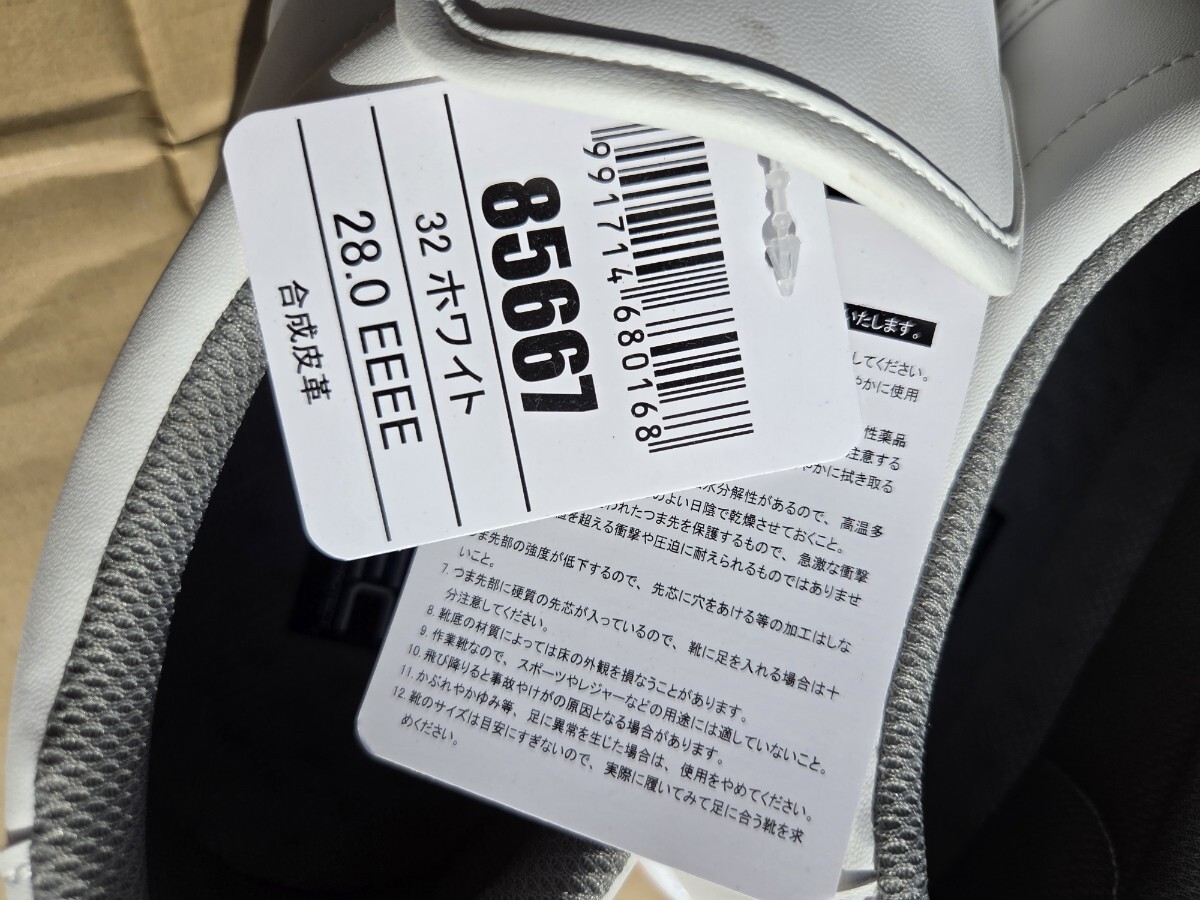 991714680168
85667
32 ホワイト
28.0 EEEE
合成皮革
いたします。
してください。
やかに使用
性薬品
注意する
やかに拭き取る
水分解性があるので、高温多
のよい日陰で乾燥させておくこと。
われたつま先を保護するもので、急激な衝撃
を超える衝撃や圧迫に耐えられるものではありませ
つま先部の強度が低下するので、先芯に穴をあける等の加工はしな
いこと。
7. つま先部に硬質の先芯が入っているので、靴に足を入れる場合は十
分注意してください。
8. 靴底の材質によっては床の外観を損なうことがあります。
9. 作業靴なので、スポーツやレジャーなどの用途には適していないこと。
10. 飛び降りると事故やけがの原因となる場合があります。
11. かぶれやかゆみ等、足に異常を生じた場合は、使用をやめてください。
12. 靴のサイズは目安にすぎないので、実際に履いてみて足に合う靴を求
めください。